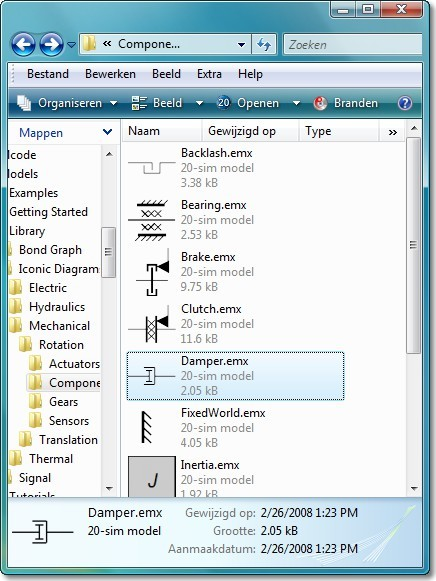 « Compone...
Zoeken
Bestand Bewerken Beeld Extra Help
Organiseren Beeld 20 Openen Branden ?
Mappen
Naam Gewijzigd op Type »
lcode
lodels
Examples
Getting Started
Library
Bond Graph
Iconic Diagram
Electric
Hydraulics
Mechanical
Rotation
Actuators
Compone
Gears
Sensors
Translation
Thermal
Signal
Tutorials
Backlash.emx
20-sim model
3.38 kB
Bearing.emx
20-sim model
2.53 kB
Brake.emx
20-sim model
9.75 kB
Clutch.emx
20-sim model
11.6 kB
Damper.emx
20-sim model
2.05 kB
FixedWorld.emx
20-sim model
4.05 kB
J
Inertia.emx
20-sim model
1.92 kB
Damper.emx Gewijzigd op: 2/26/2008 1:23 PM
20-sim model Grootte: 2.05 kB
Aanmaakdatum: 2/26/2008 1:23 PM